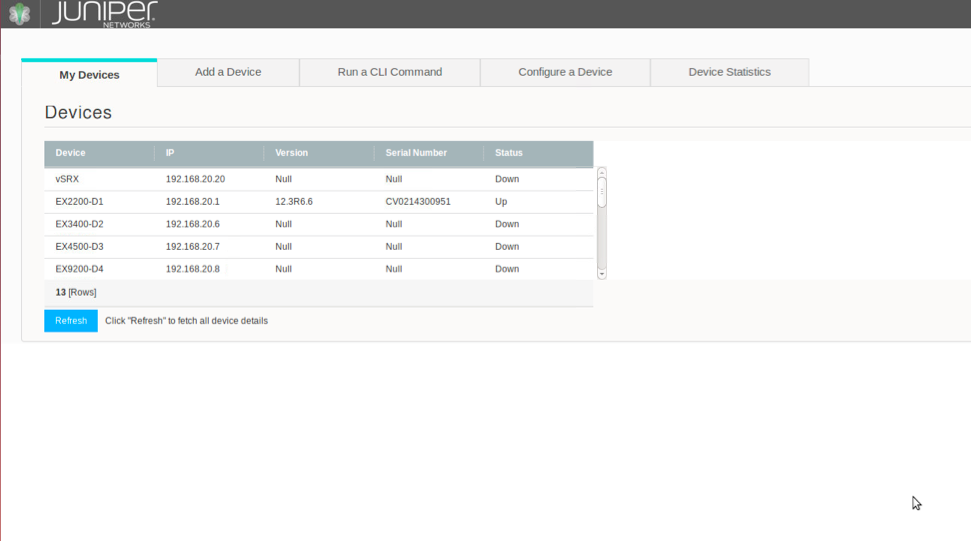 JUNIPEr
NETWORKS
My Devices Add a Device Run a CLI Command Configure a Device Device Statistics
Devices
Device IP Version Serial Number Status
vSRX 192.168.20.20 Null Null Down
EX2200-D1 192.168.20.1 12.3R6.6 CV0214300951 Up
EX3400-D2 192.168.20.6 Null Null Down
EX4500-D3 192.168.20.7 Null Null Down
EX9200-D4 192.168.20.8 Null Null Down
13 [Rows]
Refresh Click "Refresh" to fetch all device details